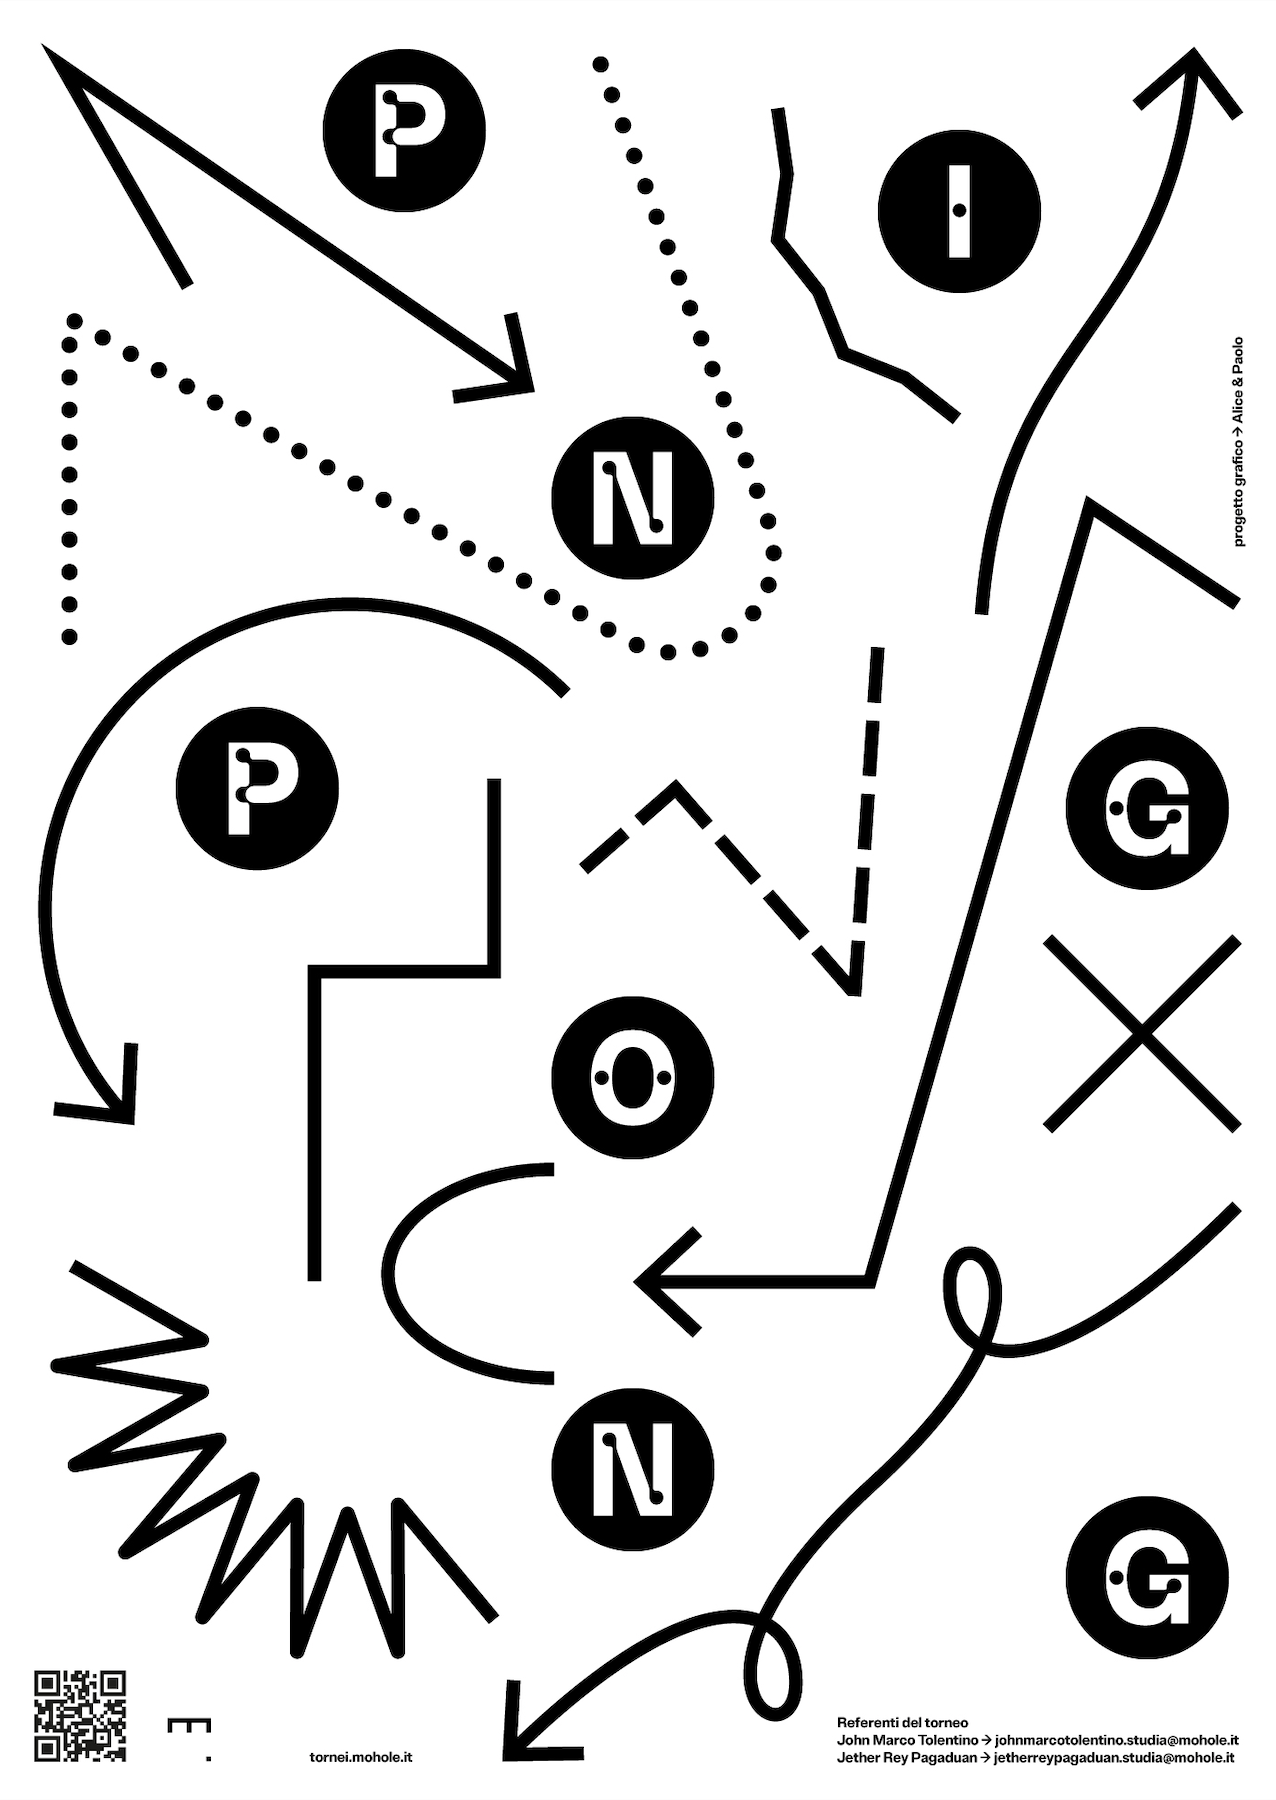 P
I
N
P
G
O
N
G
progetto grafico → Alice & Paolo
tornei.mohole.it
Referenti del torneo
John Marco Tolentino → johnmarcotolentino.studia@mohole.it
Jether Rey Pagaduan → jetherreypagaduan.studia@mohole.it